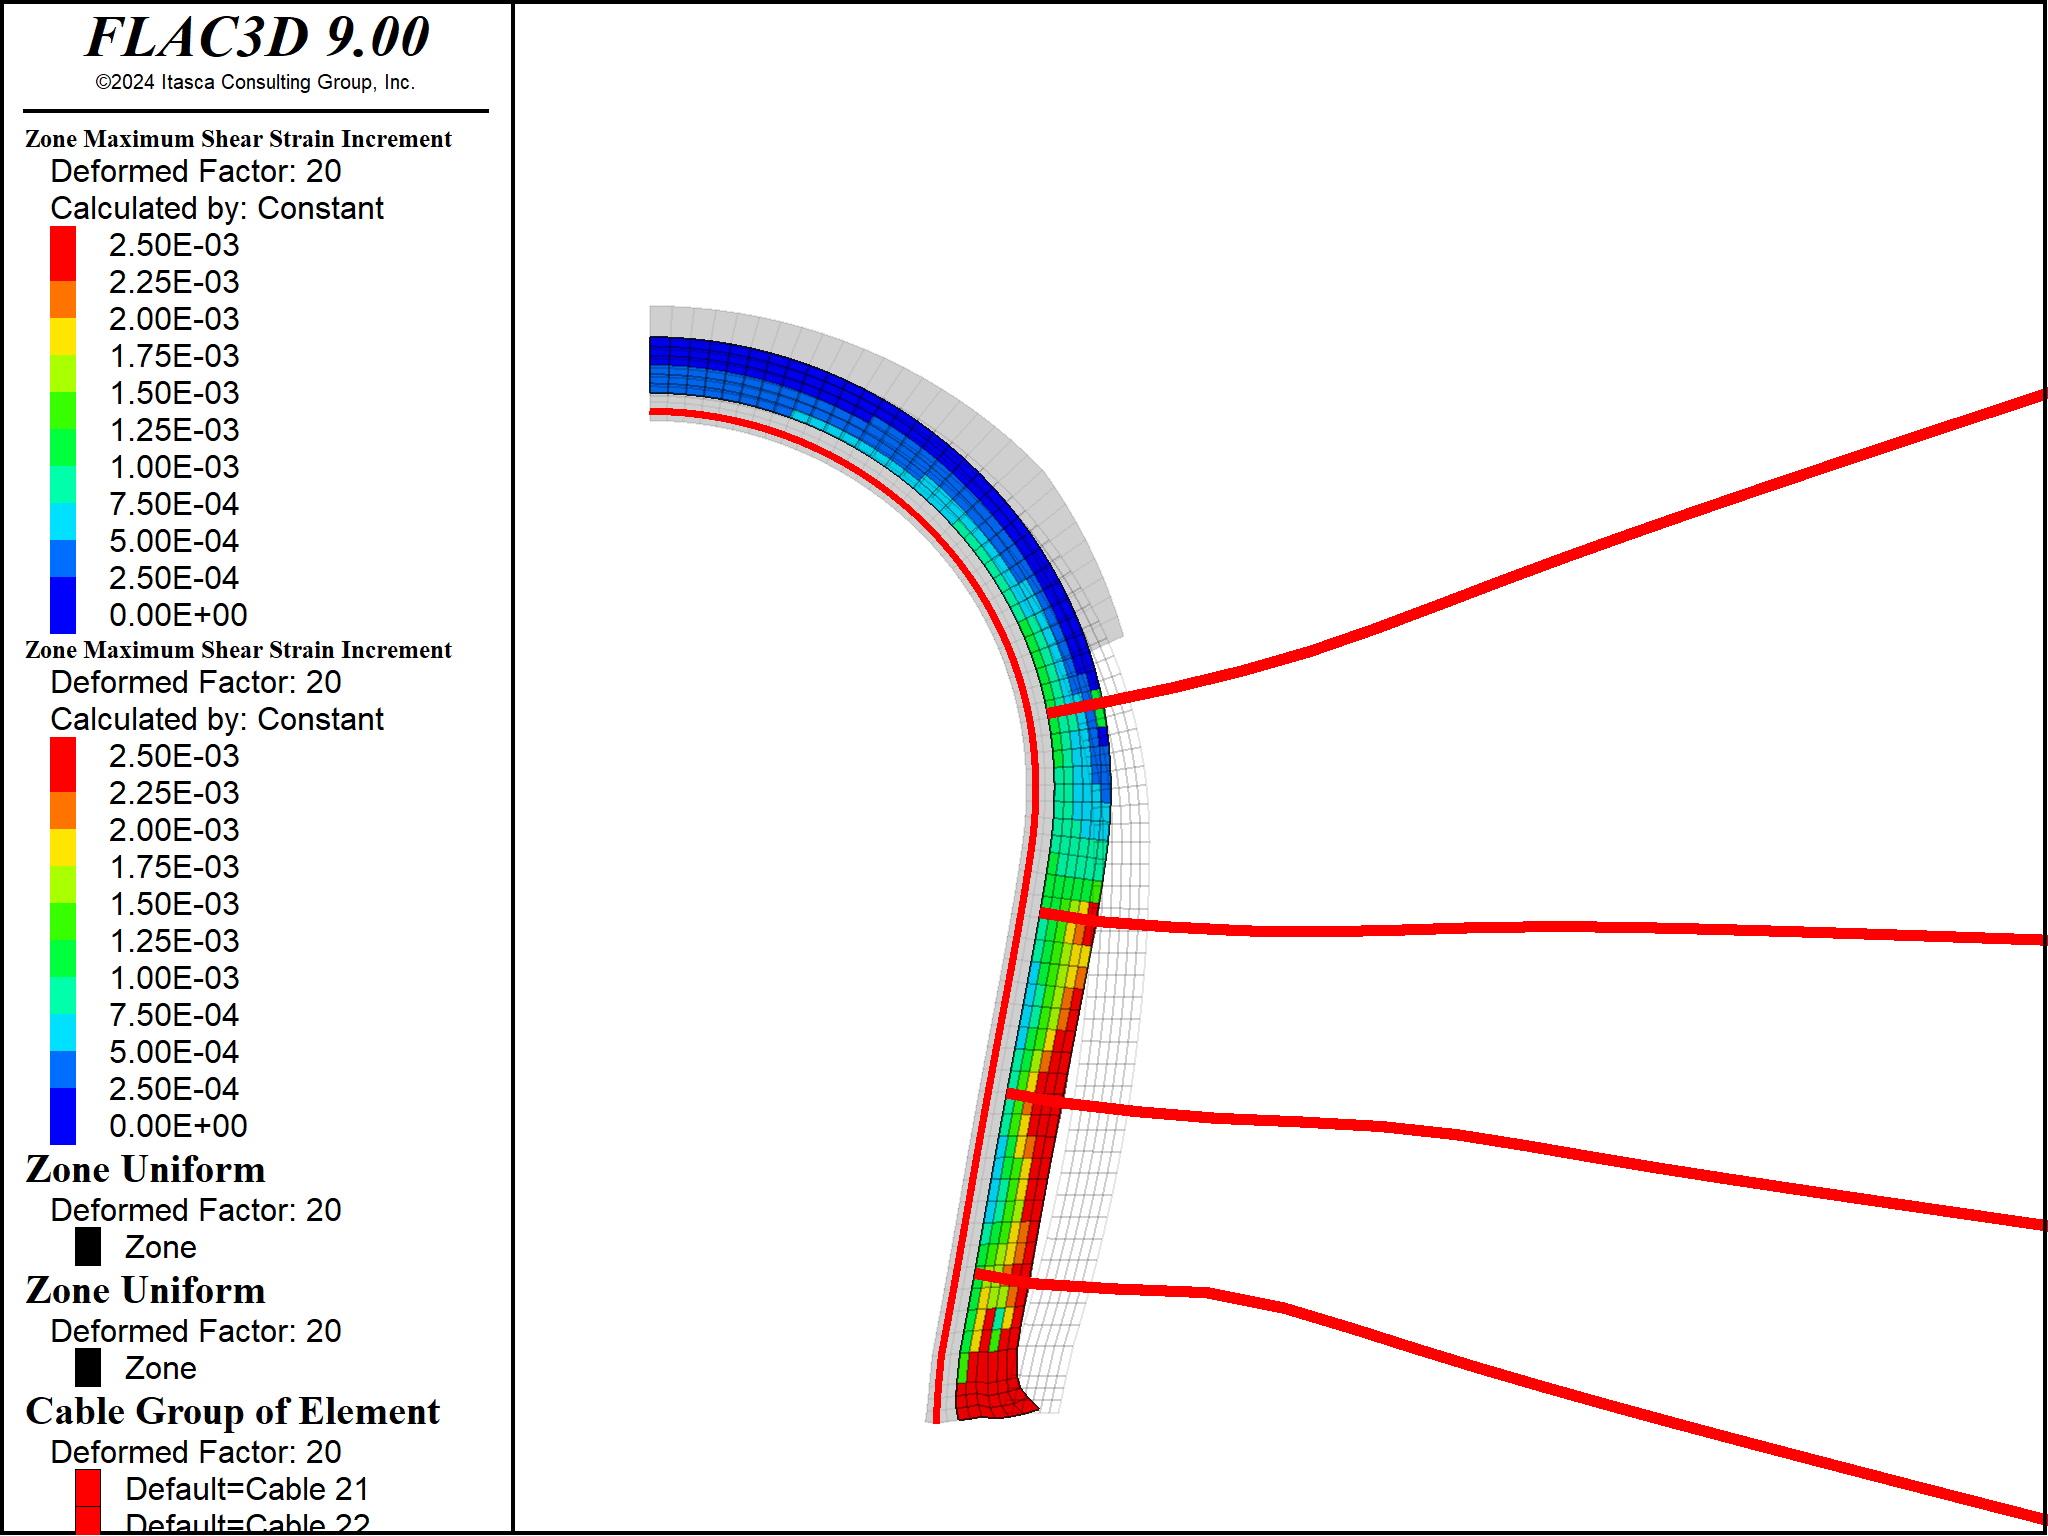 FLAC3D 9.00
©2024 Itasca Consulting Group, Inc.
Zone Maximum Shear Strain Increment
Deformed Factor: 20
Calculated by: Constant
2.50E-03
2.25E-03
2.00E-03
1.75E-03
1.50E-03
1.25E-03
1.00E-03
7.50E-04
5.00E-04
2.50E-04
0.00E+00
Zone Maximum Shear Strain Increment
Deformed Factor: 20
Calculated by: Constant
2.50E-03
2.25E-03
2.00E-03
1.75E-03
1.50E-03
1.25E-03
1.00E-03
7.50E-04
5.00E-04
2.50E-04
0.00E+00
Zone Uniform
Deformed Factor: 20
Zone
Zone Uniform
Deformed Factor: 20
Zone
Cable Group of Element
Deformed Factor: 20
Default=Cable 21
Default=Cable 22